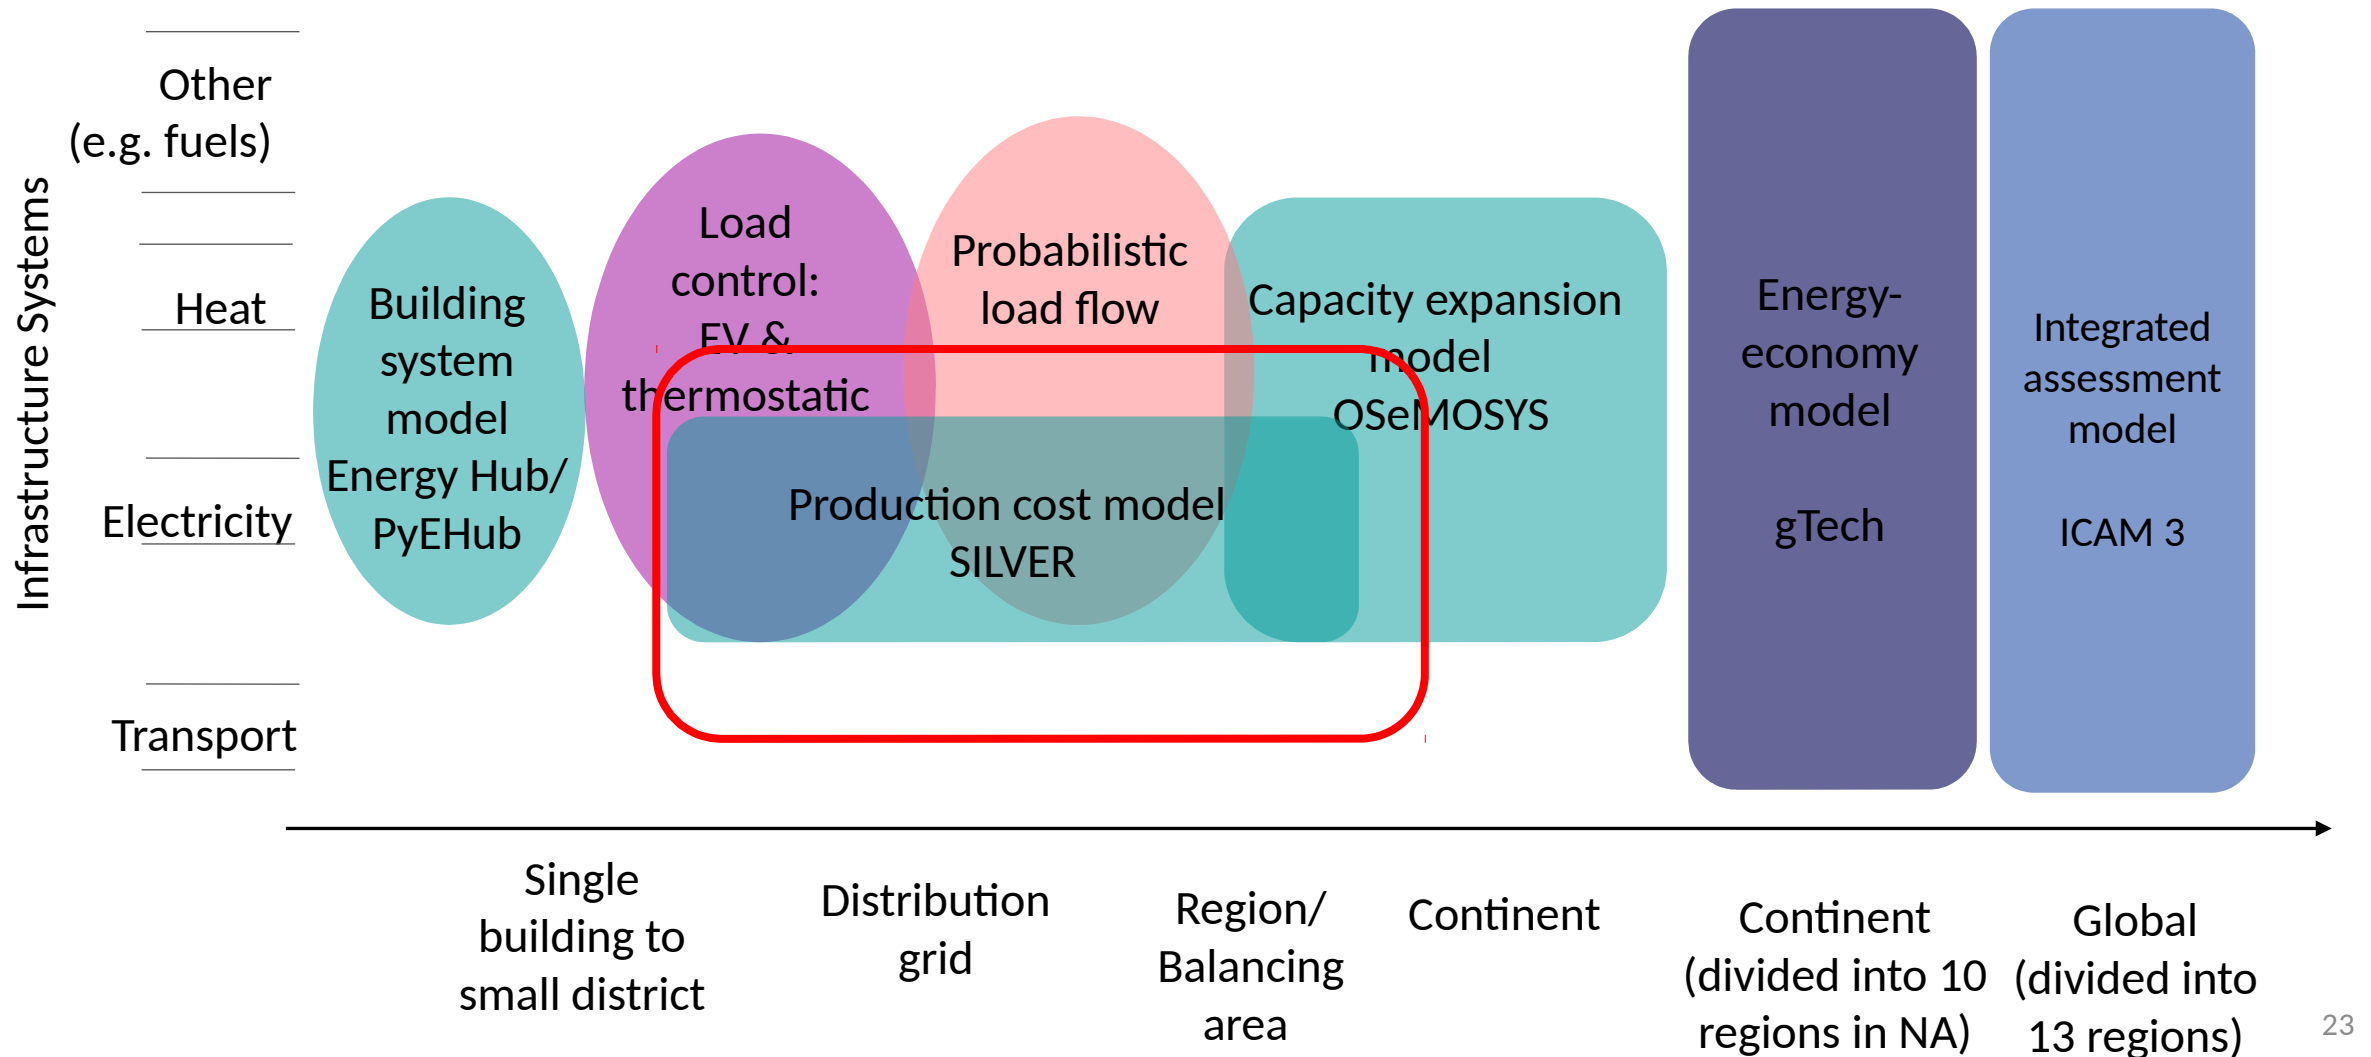 Infrastructure Systems
Other
(e.g. fuels)
Heat
Electricity
Transport
Building
system
model
Energy Hub/
PyEHub
Load
control:
EV &
thermostatic
Probabilistic
load flow
Production cost model
SILVER
Capacity expansion
model
OSeMOSYS
Energy-
economy
model
gTech
Integrated
assessment
model
ICAM 3
Single
building to
small district
Distribution
grid
Region/
Balancing
area
Continent
Continent
(divided into 10
regions in NA)
Global
(divided into
13 regions)
23